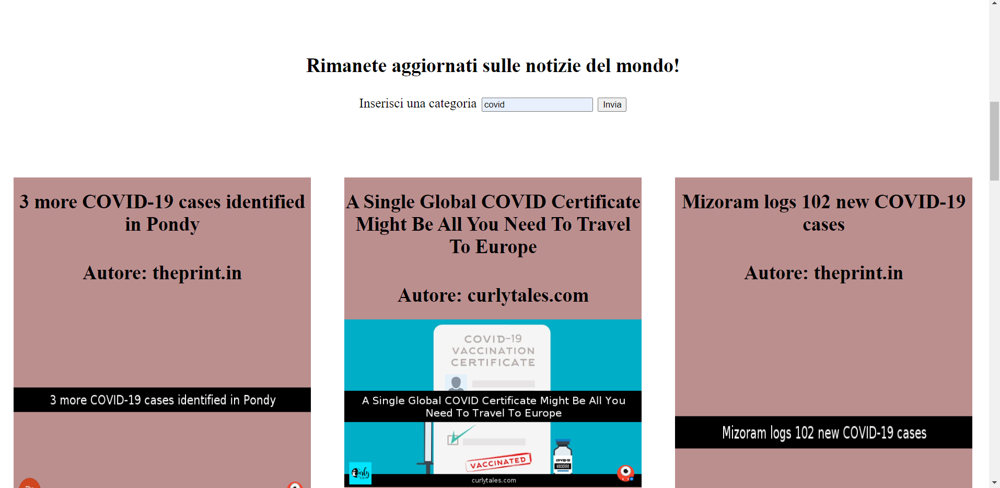 Rimanete aggiornati sulle notizie del mondo!
Inserisci una categoria covid Invia
3 more COVID-19 cases identified
in Pondy
Autore: theprint.in
3 more COVID-19 cases identified in Pondy
The
A Single Global COVID Certificate
Might Be All You Need To Travel
To Europe
Autore: curlytales.com
COVID-19
VACCINATION
CERTIFICATE
A Single Global COVID Certificate Might Be All You
Need To Travel To Europe
VACCINATED
COVID-19
vaccine
Curly
tales
curlytales.com
Mizoram logs 102 new COVID-19
cases
Autore: theprint.in
Mizoram logs 102 new COVID-19 cases